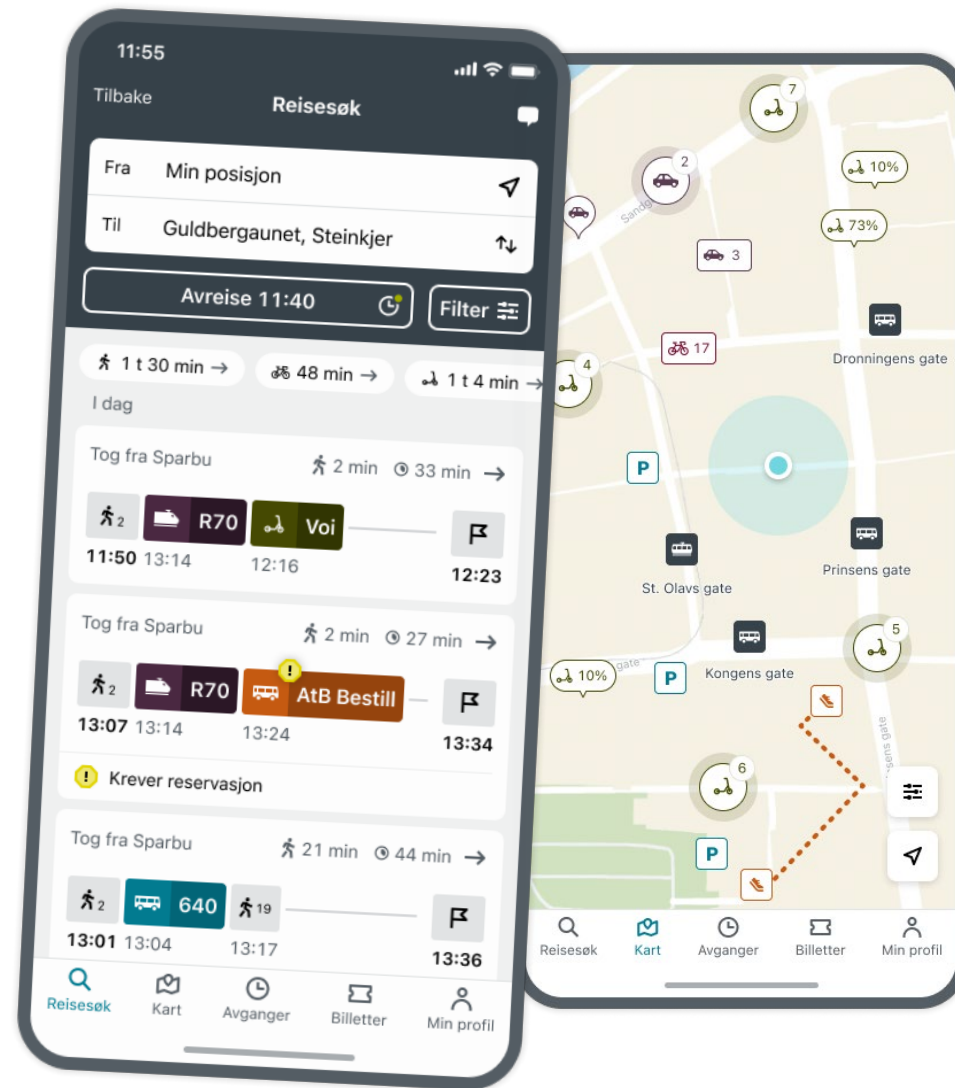 11:55
Tilbake
Reisesøk
Fra Min posisjon
Til Guldbergaunet, Steinkjer
Avreise 11:40
Filter
1 t 30 min →
48 min →
1 t 4 min →
I dag
Tog fra Sparbu 2 min 33 min →
2 R70 Voi
11:50 13:14 12:16 12:23
Tog fra Sparbu 2 min 27 min →
2 R70 ! AtB Bestill
13:07 13:14 13:24 13:34
! Krever reservasjon
Tog fra Sparbu 21 min 44 min →
2 640 19
13:01 13:04 13:17 13:36
Reisesøk Kart Avganger Billetter Min profil
7
2
10%
73%
3
17
Dronningens gate
4
P
St. Olavs gate
Prinsens gate
5
Kongens gate
gate
10%
P
6
P
Reisesøk Kart Avganger Billetter Min profil